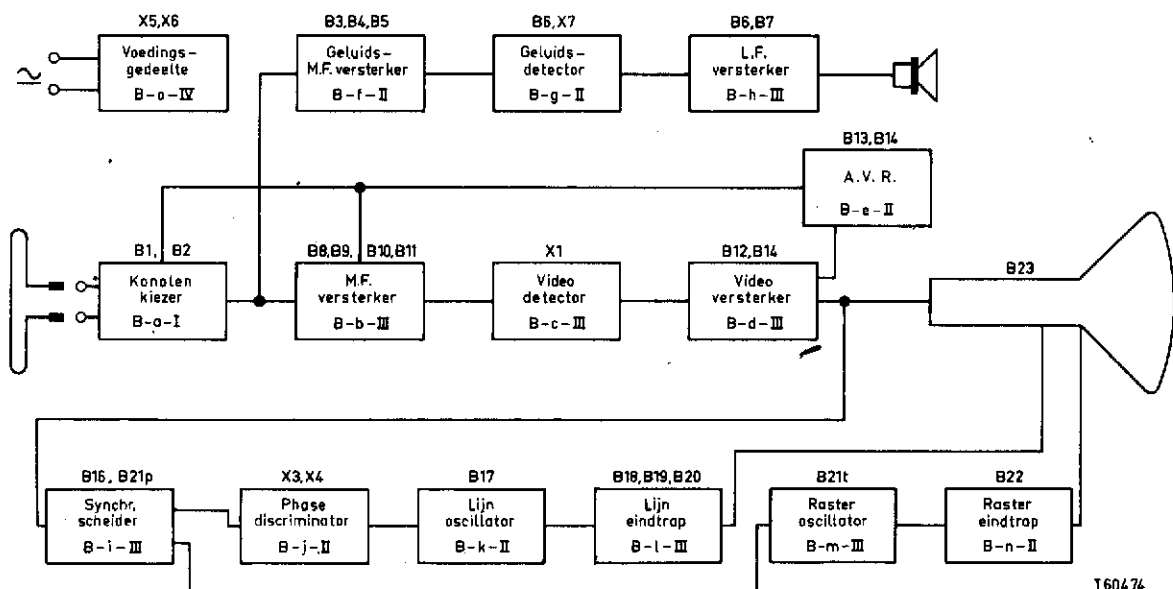 X5,X6
Voedings-
gedeelte
B-o-IV
B3,B4,B5
Geluids-
M.F. versterker
B-f-II
B6,X7
Geluids-
detector
B-g-II
B6,B7
L.F.
versterker
B-h-III
B13,B14
A.V.R.
B-e-II
B1, B2
Kanalen
kiezer
B-a-I
B8,B9, B10,B11
M.F.
versterker
B-b-III
X1
Video
detector
B-c-III
B12,B14
Video
versterker
B-d-III
B23
B16, B21p
Synchr.
scheider
B-i-III
X3,X4
Phase
discriminator
B-j-II
B17
Lijn
oscillator
B-k-II
B18,B19,B20
Lijn
eindtrap
B-l-III
B21t
Raster
oscillator
B-m-III
B22
Raster
eindtrap
B-n-II
T60474